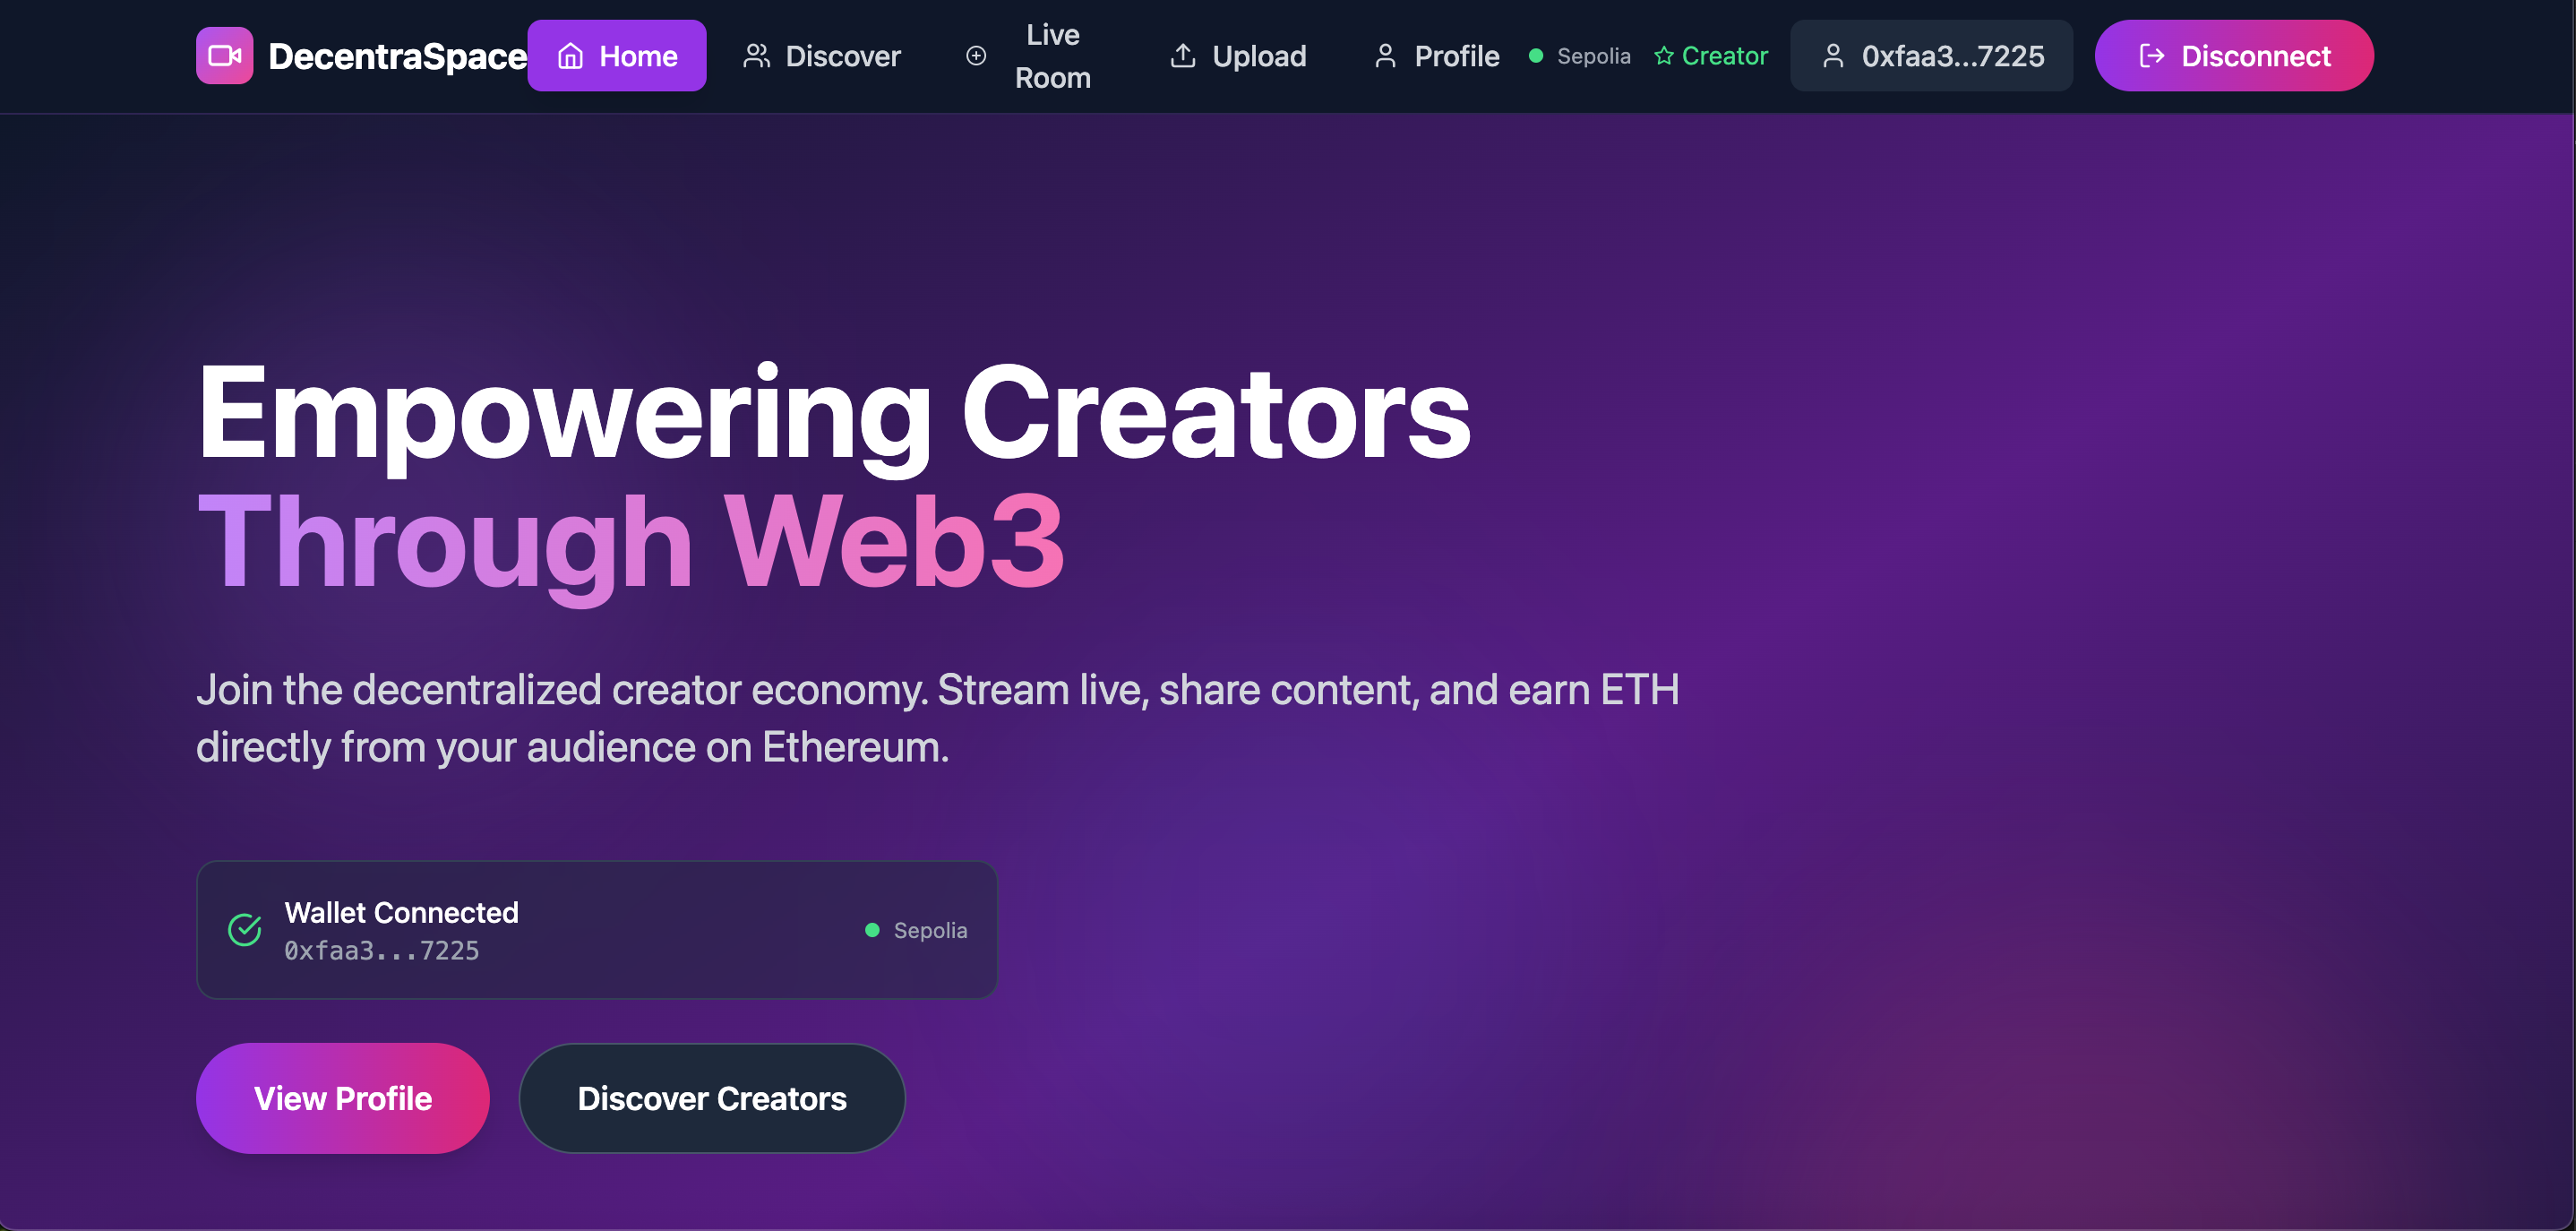 DecentraSpace
Home
Discover
Live
Room
Upload
Profile
Sepolia
Creator
0xfaa3...7225
Disconnect
Empowering Creators
Through Web3
Join the decentralized creator economy. Stream live, share content, and earn ETH
directly from your audience on Ethereum.
Wallet Connected
0xfaa3...7225
Sepolia
View Profile
Discover Creators